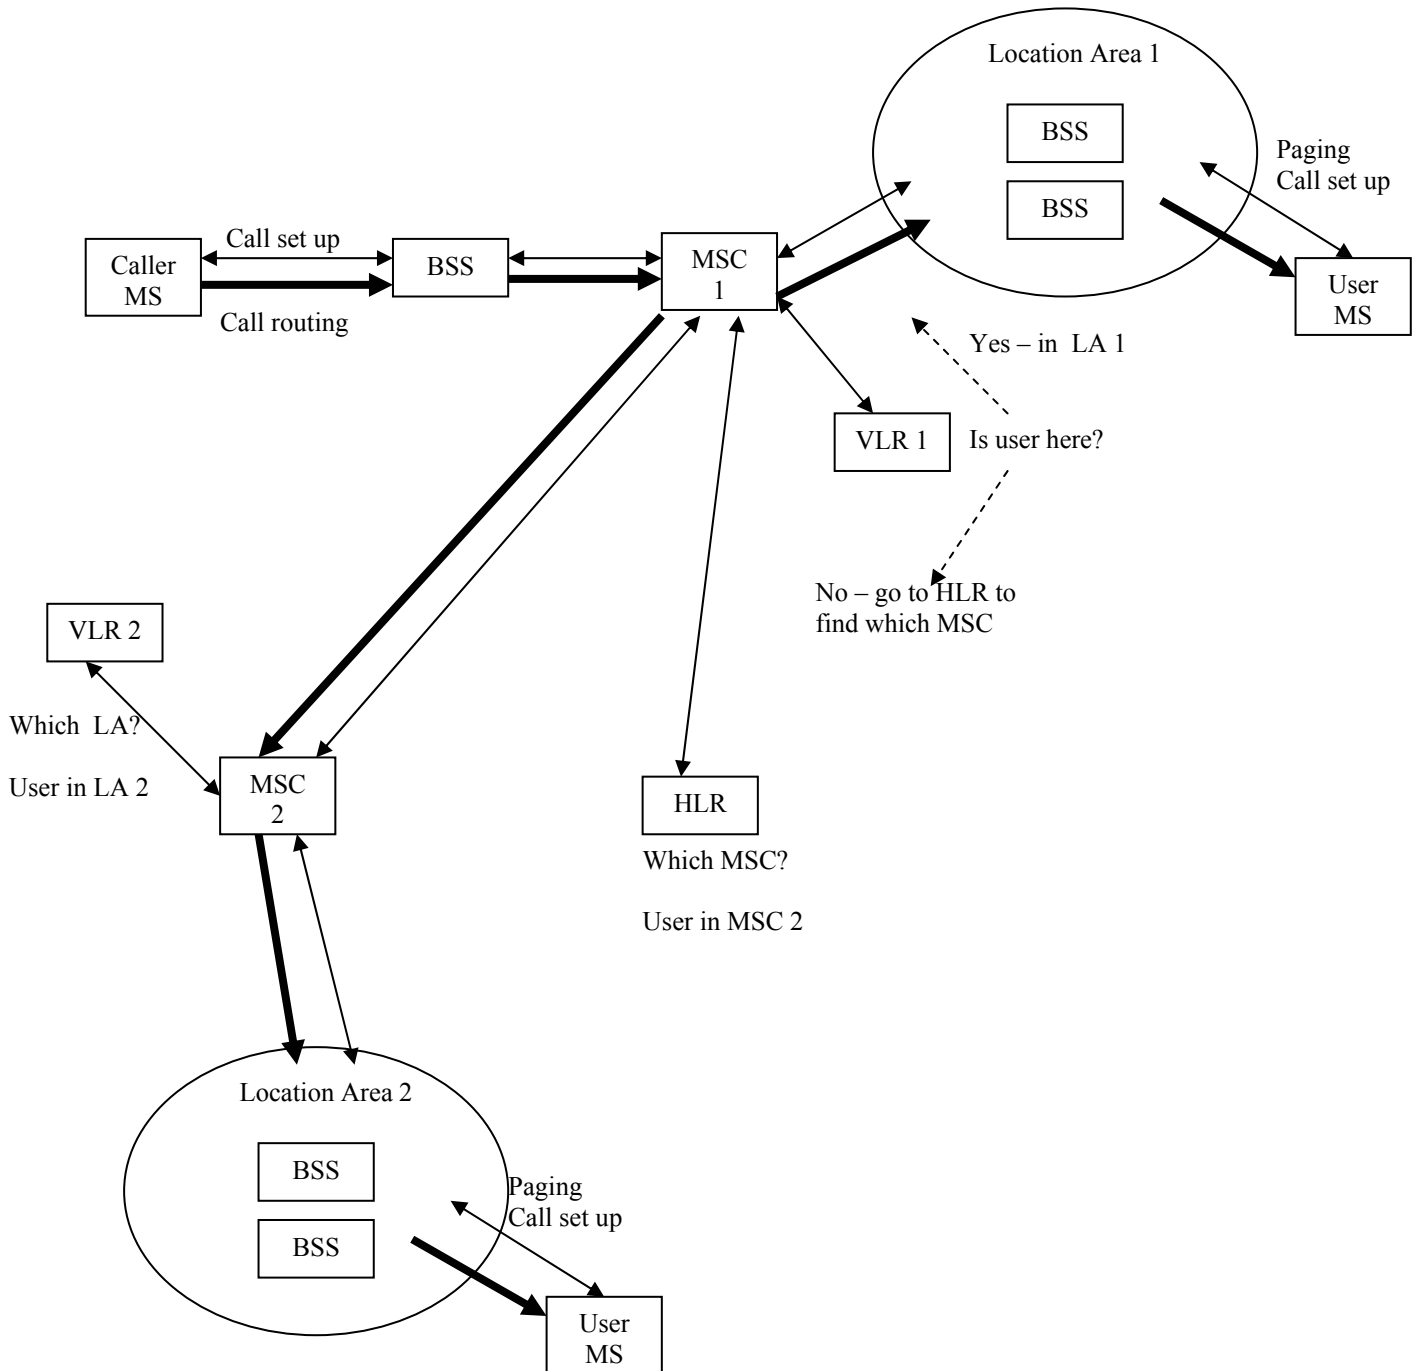 Location Area 1
BSS
BSS
Paging
Call set up
Call set up
Caller
MS
BSS
MSC
1
Call routing
User
MS
Yes – in LA 1
VLR 1
Is user here?
No – go to HLR to
find which MSC
VLR 2
Which LA?
User in LA 2
MSC
2
HLR
Which MSC?
User in MSC 2
Location Area 2
BSS
BSS
Paging
Call set up
User
MS